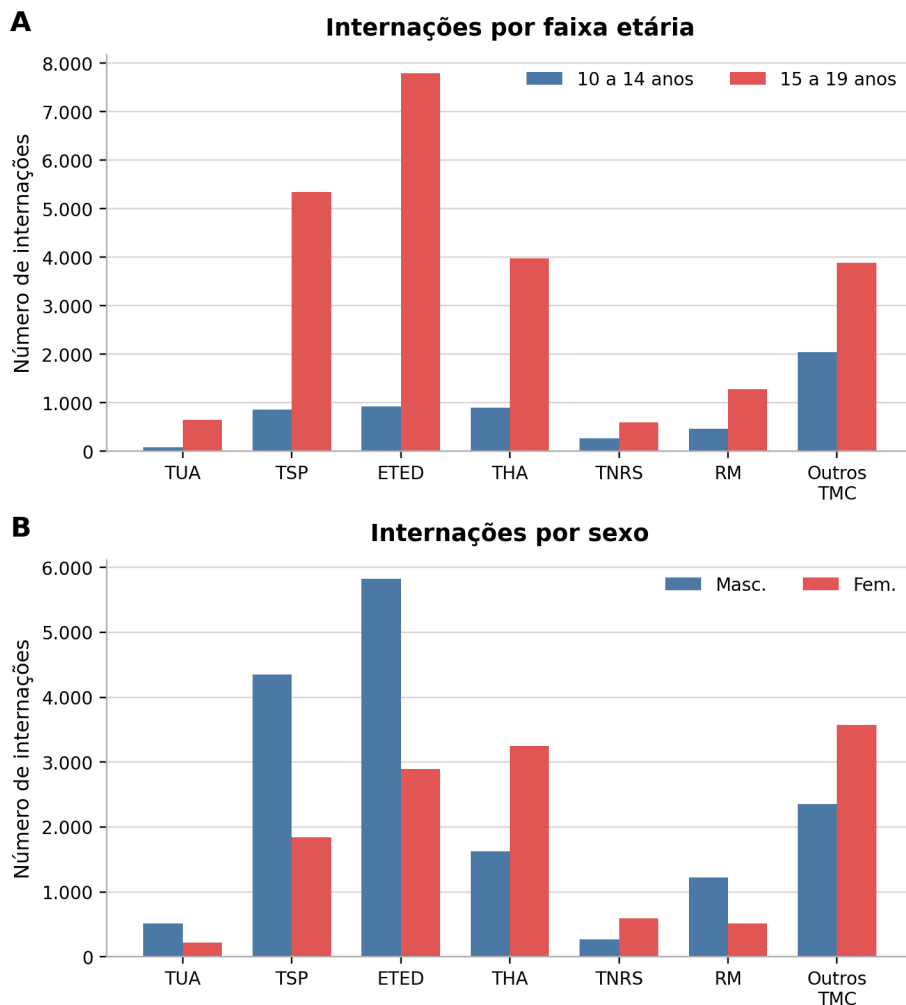 A
Internações por faixa etária
10 a 14 anos 15 a 19 anos
Número de internações
8.000
7.000
6.000
5.000
4.000
3.000
2.000
1.000
0
TUA TSP ETED THA TNRS RM Outros
TMC
B
Internações por sexo
Masc. Fem.
Número de internações
6.000
5.000
4.000
3.000
2.000
1.000
0
TUA TSP ETED THA TNRS RM Outros
TMC